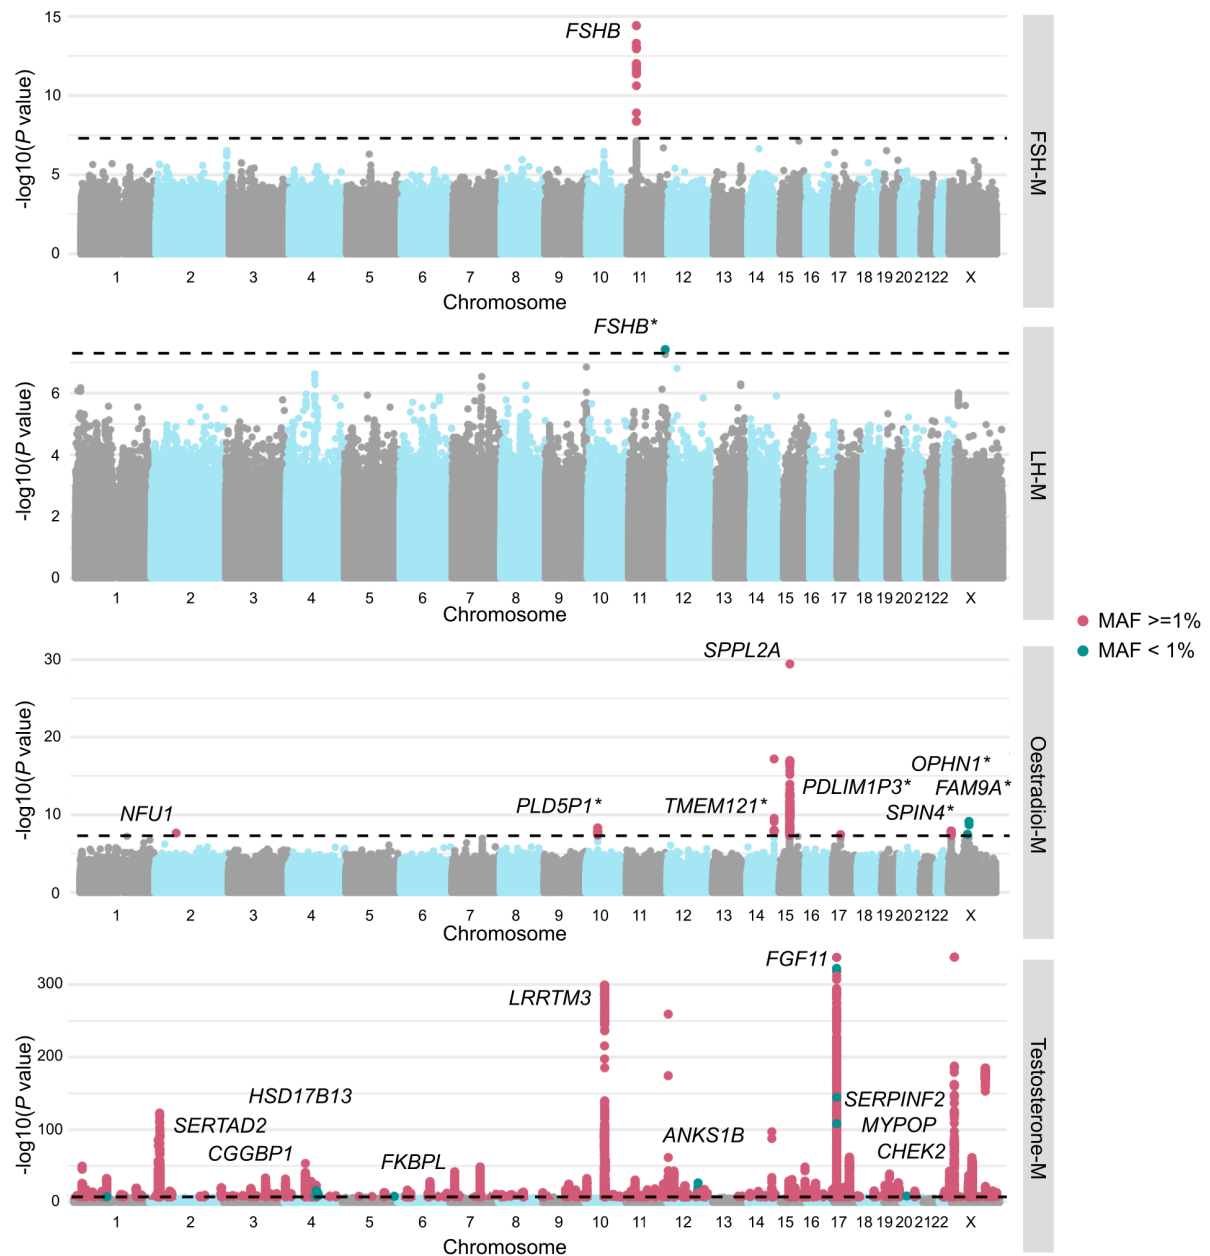 15
FSHB
10
5
0
-log10(P value)
1 2 3 4 5 6 7 8 9 10 11 12 13 14 15 16 17 18 19 20 21 22 X
Chromosome
FSH-M
FSHB*
6
4
2
0
-log10(P value)
1 2 3 4 5 6 7 8 9 10 11 12 13 14 15 16 17 18 19 20 21 22 X
Chromosome
LH-M
MAF >=1%
MAF < 1%
30
SPPL2A
20
OPHN1*
PDLIM1P3* FAM9A*
10
NFU1 PLD5P1* TMEM121* SPIN4*
0
-log10(P value)
1 2 3 4 5 6 7 8 9 10 11 12 13 14 15 16 17 18 19 20 21 22 X
Chromosome
Oestradiol-M
FGF11
300
LRRTM3
200
HSD17B13 SERPINF2
100
SERTAD2 MYPOP
ANKS1B
CGGBP1 CHEK2
FKBPL
0
-log10(P value)
1 2 3 4 5 6 7 8 9 10 11 12 13 14 15 16 17 18 19 20 21 22 X
Chromosome
Testosterone-M